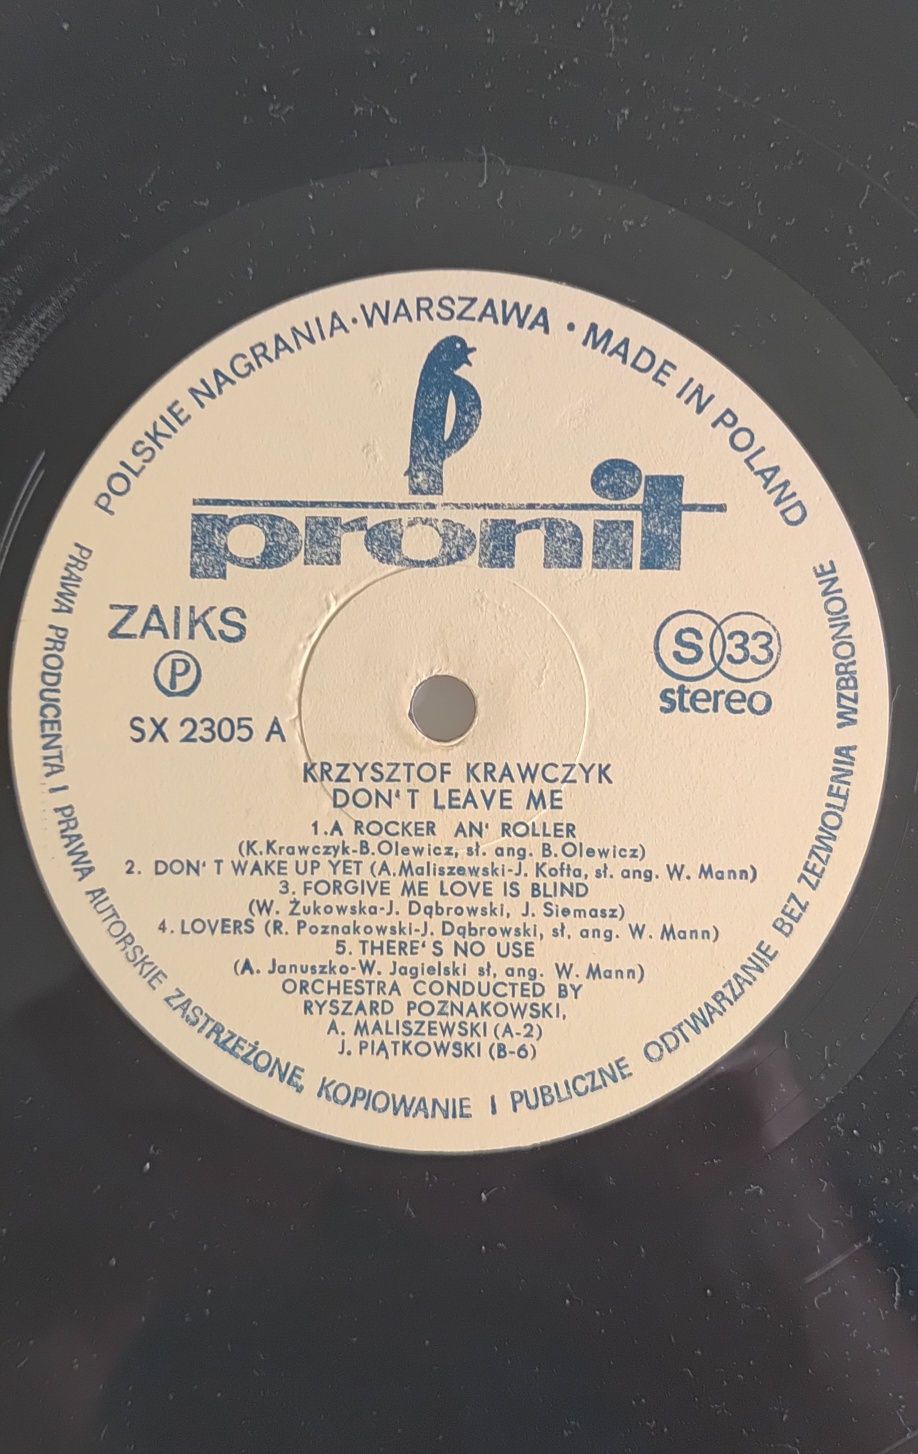 POLSKIE NAGRANIA·WARSZAWA · MADE IN POLAND
pronit
ZAIKS
P
SX 2305 A
S 33
stereo
KRZYSZTOF KRAWCZYK
DON'T LEAVE ME
1.A ROCKER AN' ROLLER
(K.Krawczyk-B.Olewicz, sł. ang. B.Olewicz)
2. DON'T WAKE UP YET (A.Maliszewski-J. Kofta, sł. ang. W. Mann)
3. FORGIVE ME LOVE IS BLIND
(W. Żukowska-J. Dąbrowski, J. Siemasz)
4. LOVERS (R. Poznakowski-J. Dąbrowski, sł. ang. W. Mann)
5. THERE'S NO USE
(A. Januszko-W. Jagielski sł, ang. W. Mann)
ORCHESTRA CONDUCTED BY
RYSZARD POZNAKOWSKI,
A. MALISZEWSKI (A-2)
J. PIĄTKOWSKI (B-6)
PRAWA PRODUCENTA I PRAWA AUTORSKIE ZASTRZEŻONE, KOPIOWANIE I PUBLICZNE ODTWARZANIE BEZ ZEZWOLENIA WZBRONIONE